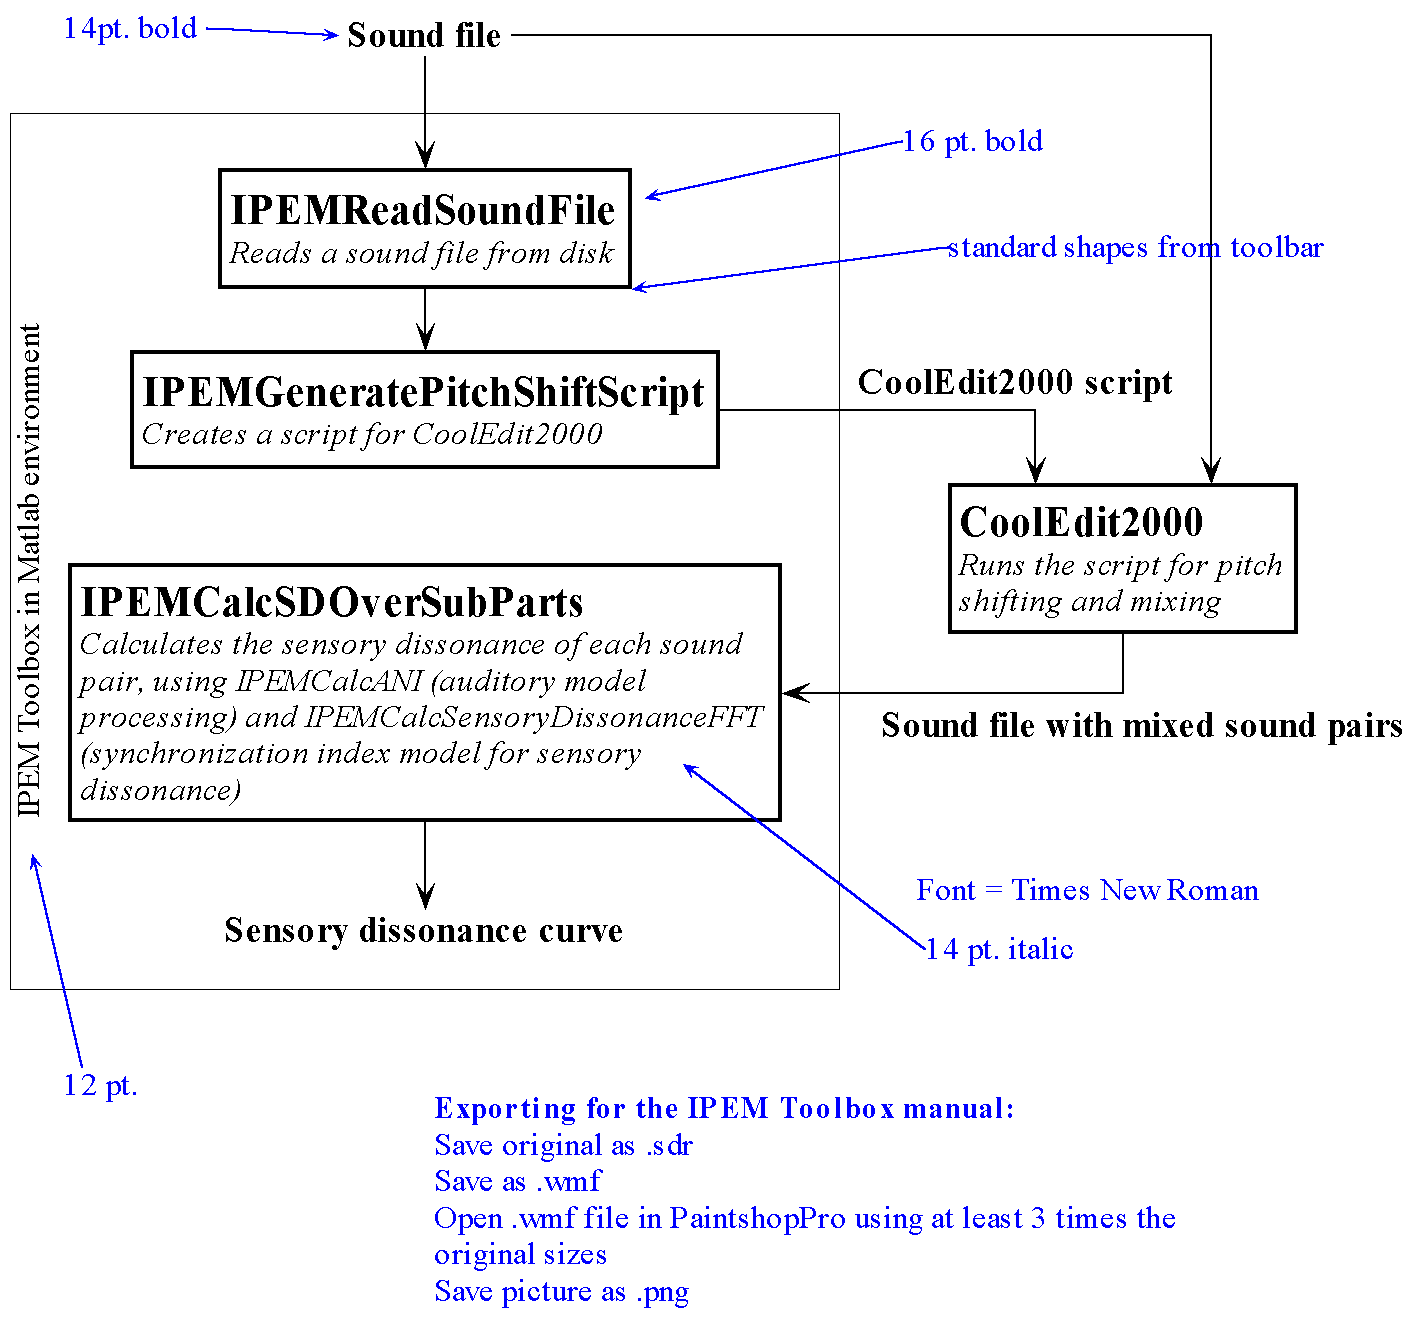 14pt. bold
Sound file
16 pt. bold
IPEMReadSoundFile
Reads a sound file from disk
standard shapes from toolbar
IPEMGeneratePitchShiftScript
Creates a script for CoolEdit2000
CoolEdit2000 script
CoolEdit2000
Runs the script for pitch
shifting and mixing
IPEM Toolbox in Matlab environment
IPEMCalcSDOverSubParts
Calculates the sensory dissonance of each sound
pair, using IPEMCalcANI (auditory model
processing) and IPEMCalcSensoryDissonanceFFT
(synchronization index model for sensory
dissonance)
Sound file with mixed sound pairs
Font = Times New Roman
Sensory dissonance curve
14 pt. italic
12 pt.
Exporting for the IPEM Toolbox manual:
Save original as .sdr
Save as .wmf
Open .wmf file in PaintshopPro using at least 3 times the
original sizes
Save picture as .png